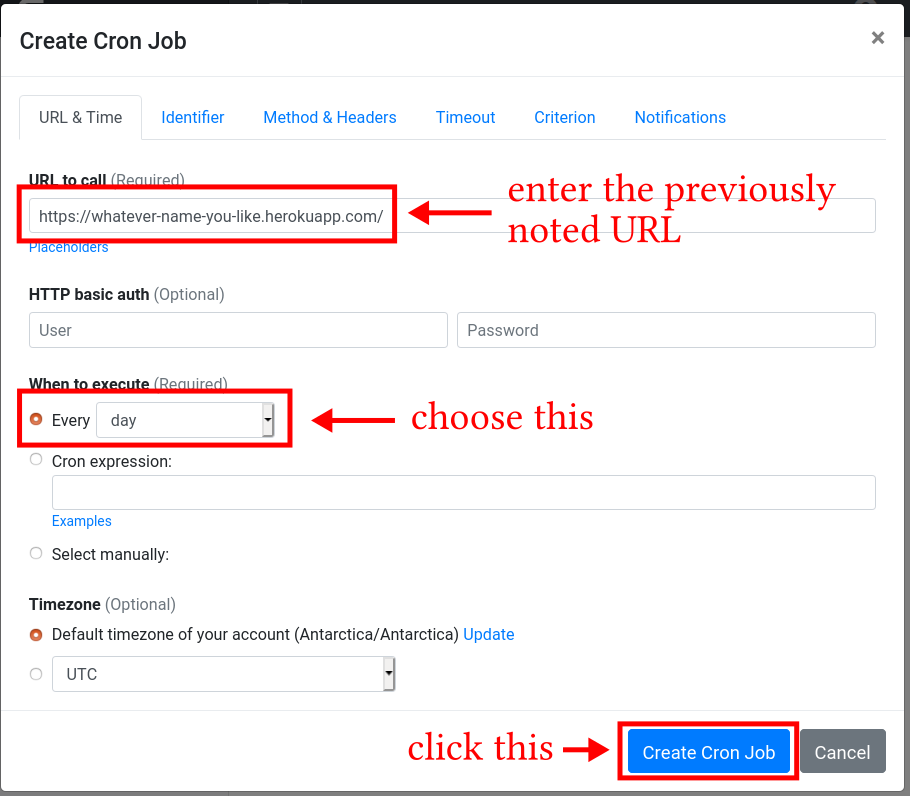 Create Cron Job ×
URL & Time Identifier Method & Headers Timeout Criterion Notifications
URL to call (Required)
https://whatever-name-you-like.herokuapp.com/
enter the previously
noted URL
Placeholders
HTTP basic auth (Optional)
User Password
When to execute (Required)
Every day
choose this
Cron expression:
Examples
Select manually:
Timezone (Optional)
Default timezone of your account (Antarctica/Antarctica) Update
UTC
click this
Create Cron Job Cancel